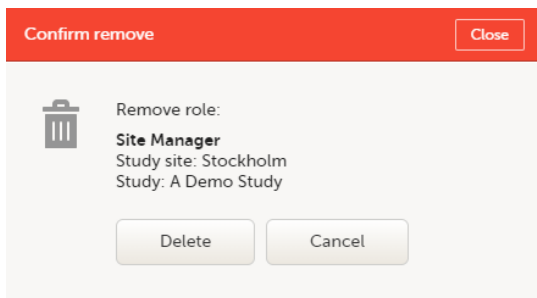 Confirm remove
Close
Remove role:
Site Manager
Study site: Stockholm
Study: A Demo Study
Delete
Cancel